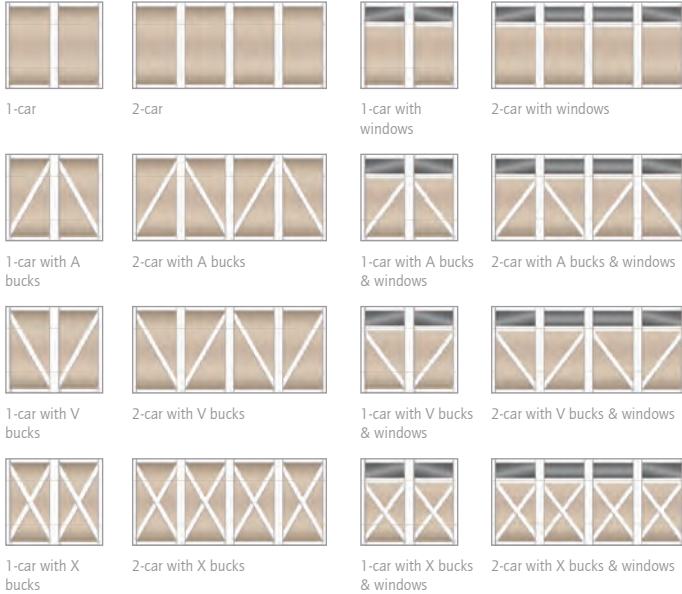 1-car
2-car
1-car with
windows
2-car with windows
1-car with A
bucks
2-car with A bucks
1-car with A bucks
& windows
2-car with A bucks & windows
1-car with V
bucks
2-car with V bucks
1-car with V bucks
& windows
2-car with V bucks & windows
1-car with X
bucks
2-car with X bucks
1-car with X bucks
& windows
2-car with X bucks & windows